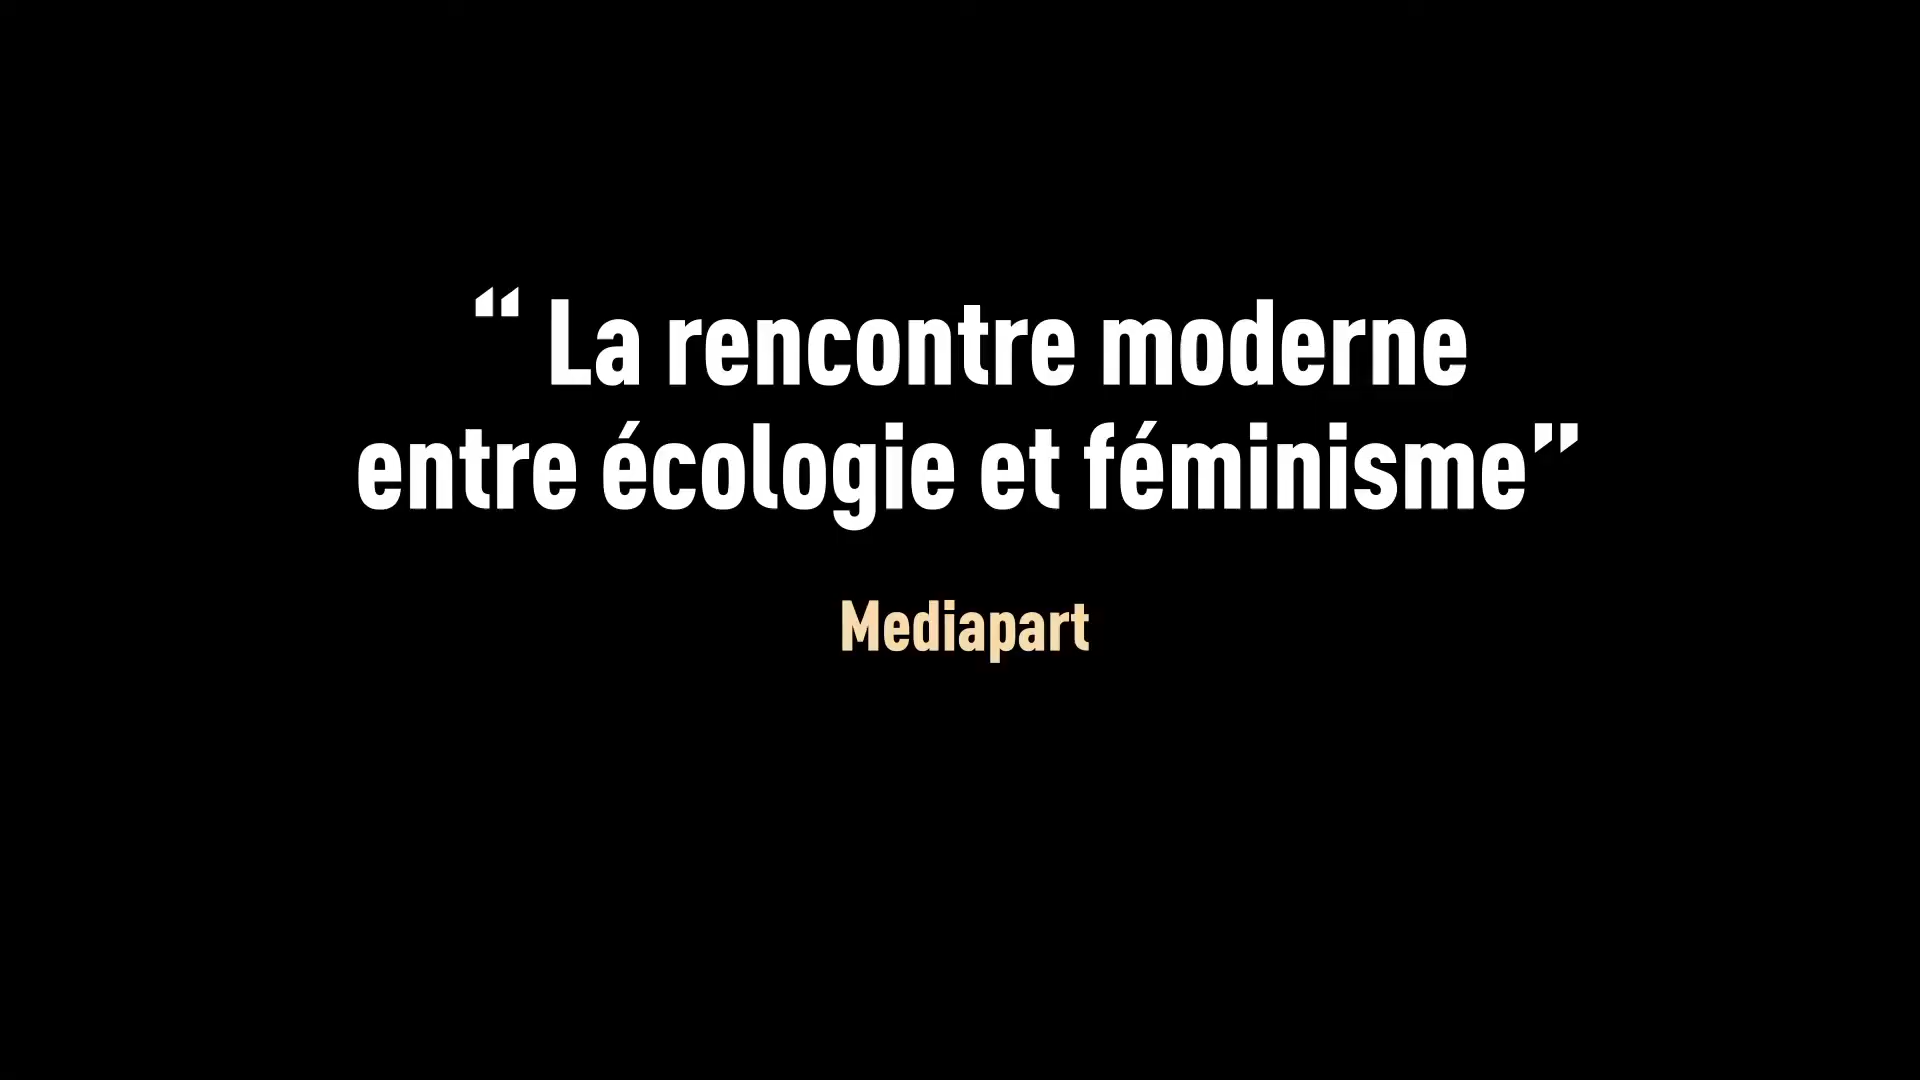 “ La rencontre moderne
entre écologie et féminisme”
Mediapart